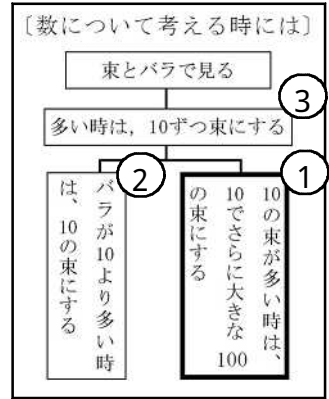 〔数について考える時には〕
束とバラで見る
③
多い時は，10ずつ束にする
②
①
10の束が多い時は、
10でさらに大きな100
の束にする
バラが10より多い時
は、10の束にする